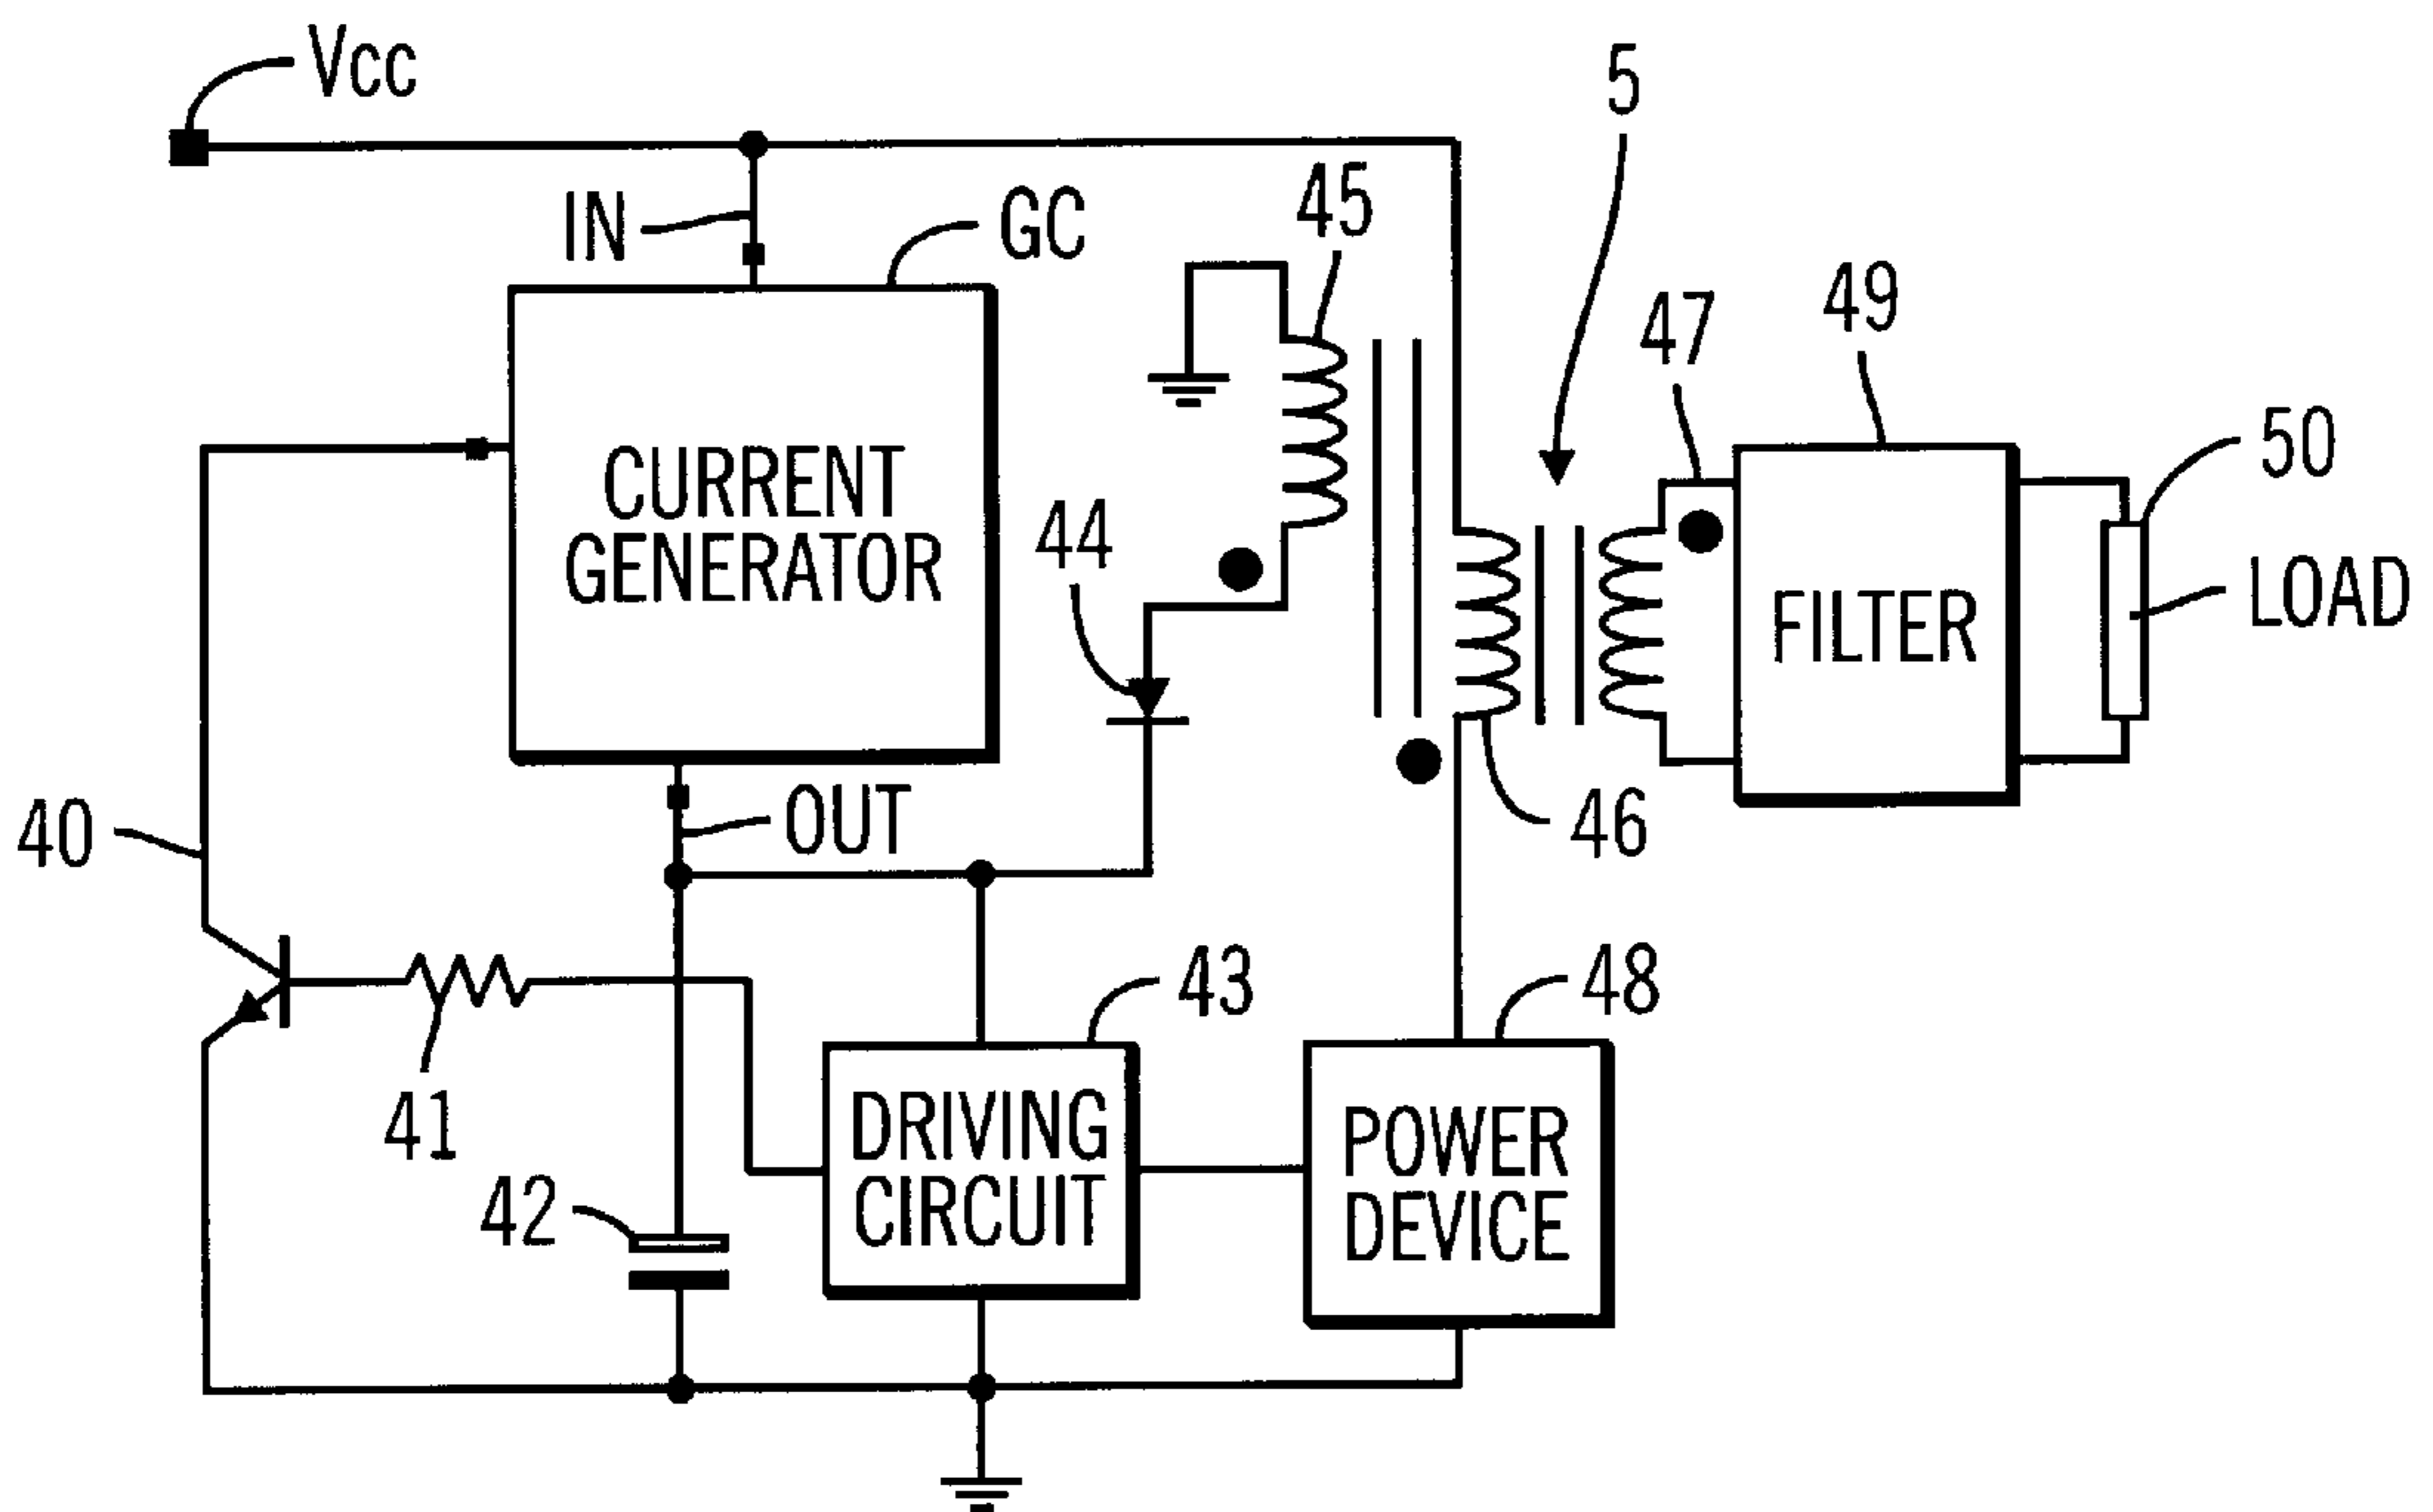 Vcc
5
IN
GC
45
47
49
50
CURRENT
GENERATOR
44
LOAD
FILTER
OUT
46
40
43
48
41
DRIVING
CIRCUIT
POWER
DEVICE
42